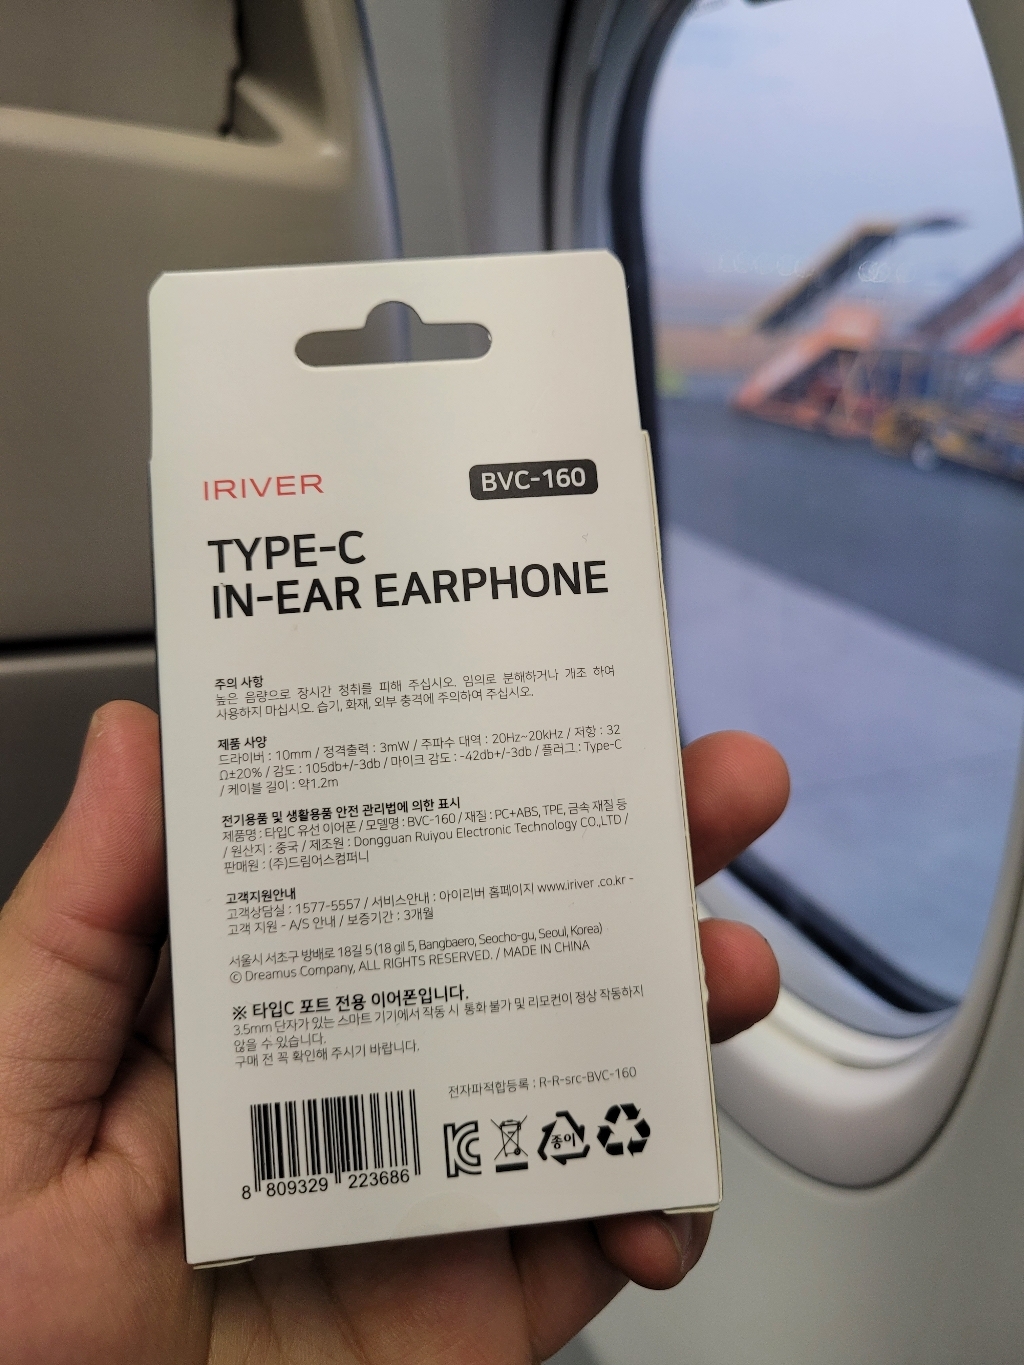 IRIVER
BVC-160
TYPE-C
IN-EAR EARPHONE
주의 사항
높은 음량으로 장시간 청취를 피해 주십시오. 임의로 분해하거나 개조 하여
사용하지 마십시오. 습기, 화재, 외부 충격에 주의하여 주십시오.
제품 사양
드라이버 : 10mm / 정격출력 : 3mW / 주파수 대역 : 20Hz~20kHz / 저항 : 32
Ω±20% / 감도 : 105db+/-3db / 마이크 감도 : -42db+/-3db / 플러그 : Type-C
/ 케이블 길이 : 약1.2m
전기용품 및 생활용품 안전 관리법에 의한 표시
제품명 : 타입C 유선 이어폰 / 모델명 : BVC-160 / 재질 : PC+ABS, TPE, 금속 재질 등
/ 원산지 : 중국 / 제조원 : Dongguan Ruiyou Electronic Technology CO.,LTD /
판매원 : (주)드림어스컴퍼니
고객지원안내
고객상담실 : 1577-5557 / 서비스안내 : 아이리버 홈페이지 www.iriver .co.kr -
고객 지원 - A/S 안내 / 보증기간 : 3개월
서울시 서초구 방배로 18길 5 (18 gil 5, Bangbaero, Seocho-gu, Seoul, Korea)
© Dreamus Company, ALL RIGHTS RESERVED. / MADE IN CHINA
※ 타입C 포트 전용 이어폰입니다.
3.5mm 단자가 있는 스마트 기기에서 작동 시 통화 불가 및 리모컨이 정상 작동하지
않을 수 있습니다.
구매 전 꼭 확인해 주시기 바랍니다.
전자파적합등록 : R-R-src-BVC-160
8 809329 223686
종이